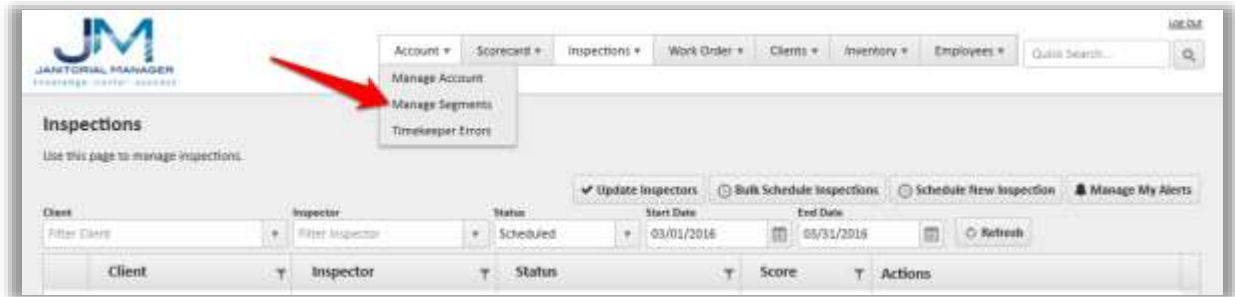 Log Out
JM
JANITORIAL MANAGER
Account Scorecard Inspections Work Order Clients Inventory Employees Quick Search...
Manage Account
Manage Segments
Timekeeper Errors
Inspections
Use this page to manage inspections.
Update Inspectors Bulk Schedule Inspections Schedule New Inspection Manage My Alerts
Client Inspector Status Start Date End Date
Filter Client Filter Inspector Scheduled 03/01/2016 03/31/2016 Refresh
Client Inspector Status Score Actions